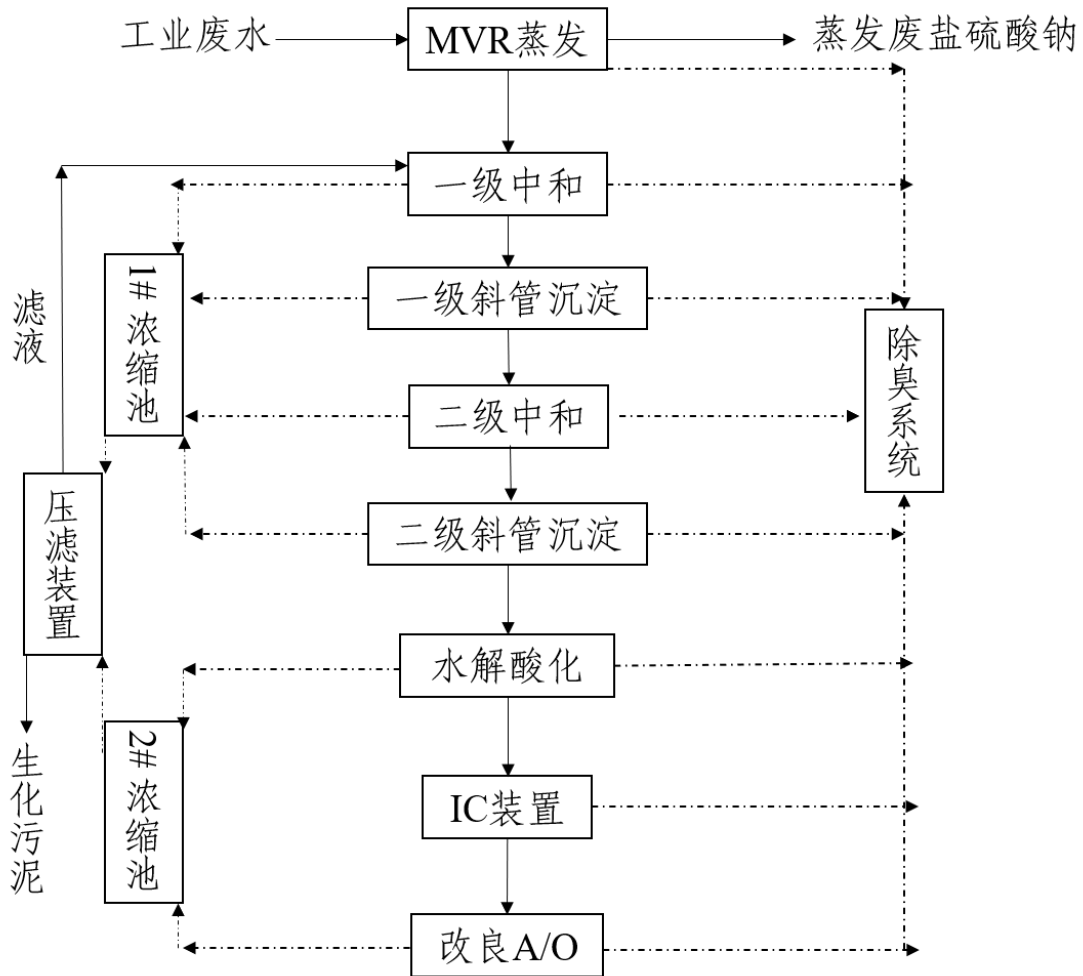 工业废水
MVR蒸发
蒸发废盐硫酸钠
一级中和
一级斜管沉淀
1#浓缩池
滤液
除臭系统
二级中和
压滤装置
二级斜管沉淀
水解酸化
2#浓缩池
生化污泥
IC装置
改良A/O